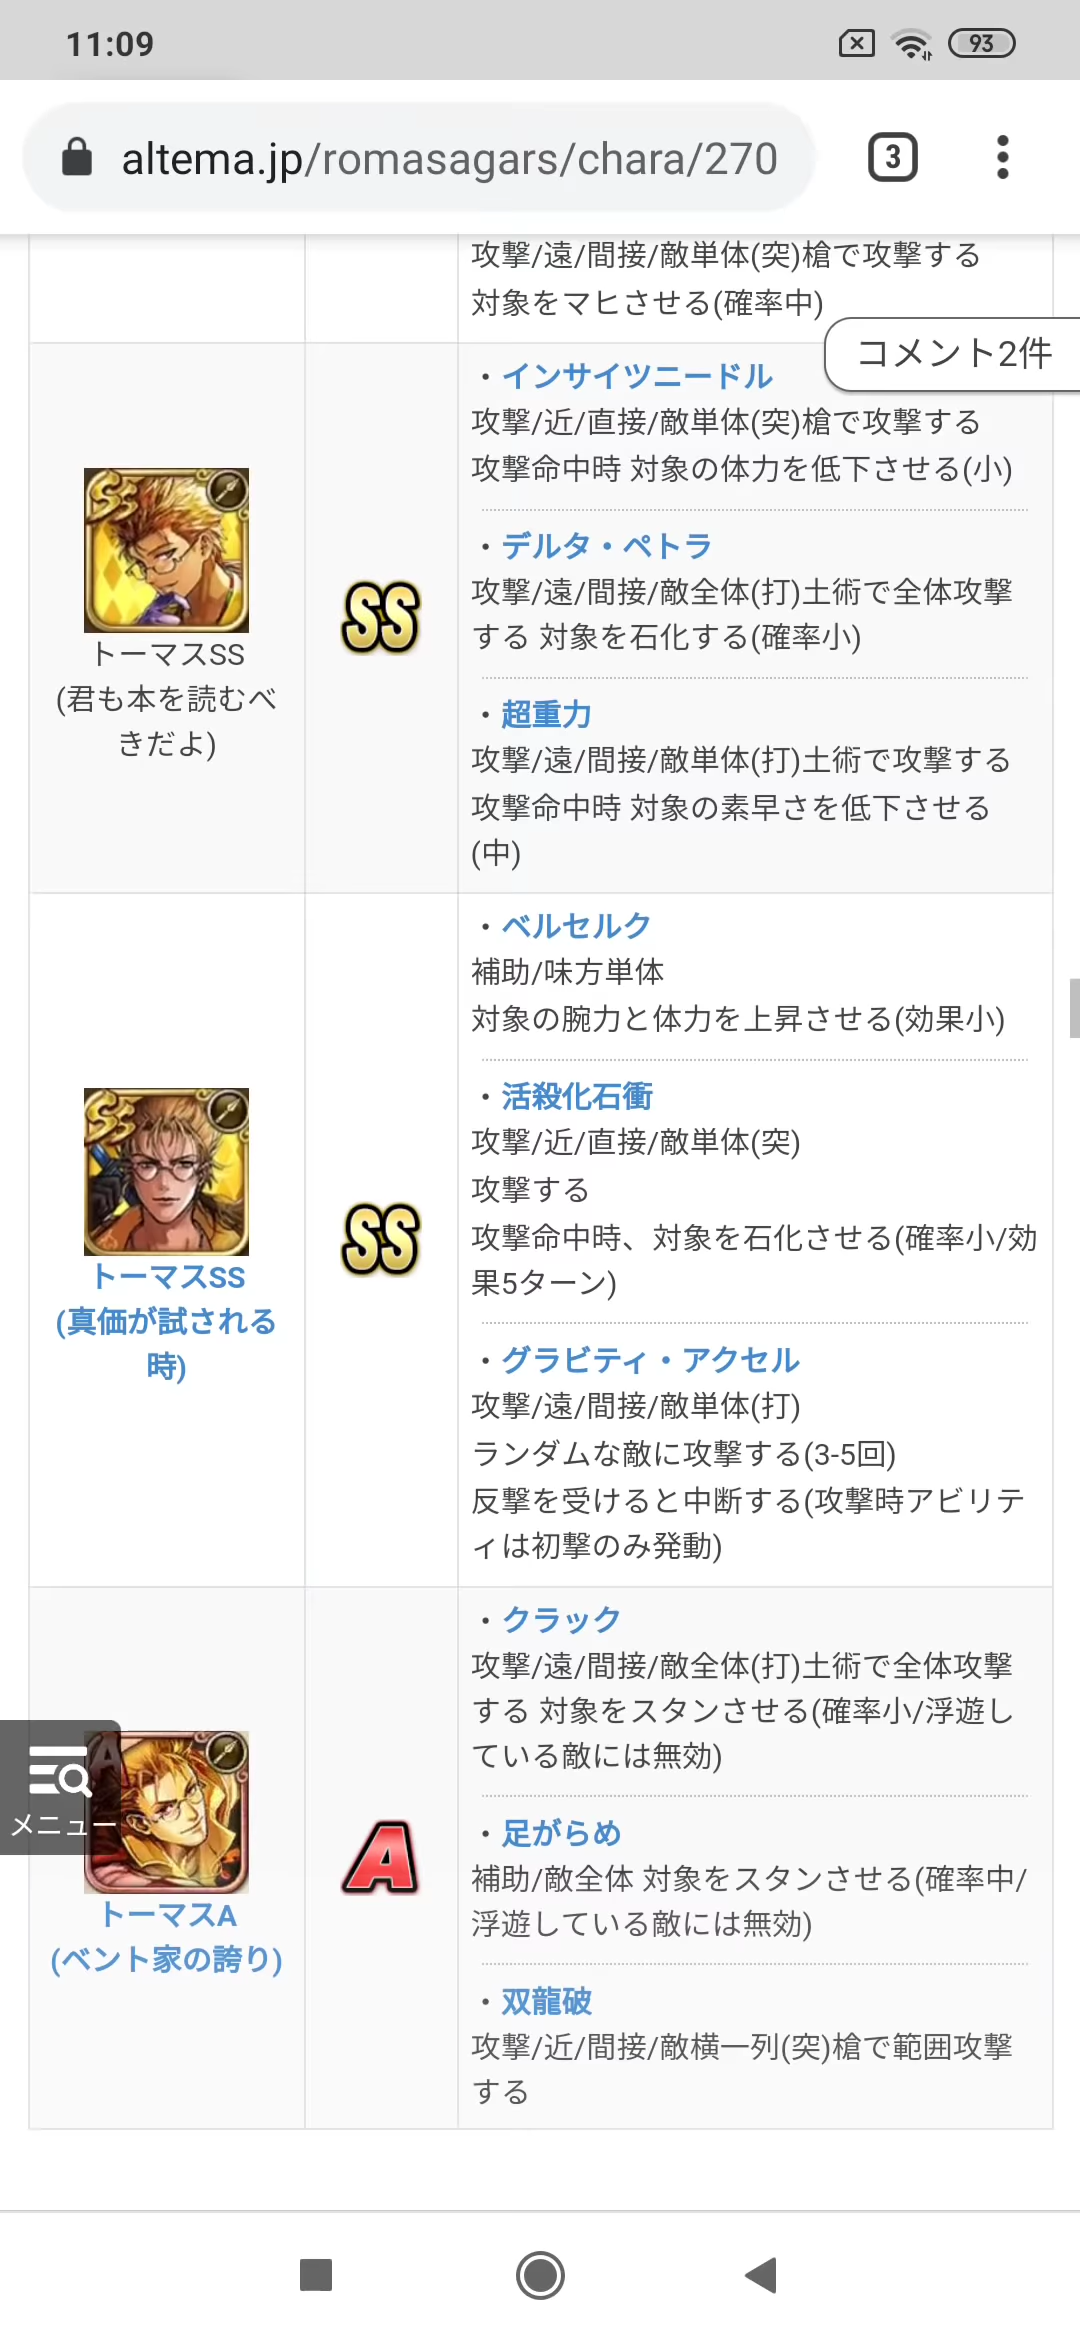 11:09
93
altema.jp/romasagars/chara/270
3
攻撃/遠/間接/敵単体(突)槍で攻撃する
対象をマヒさせる(確率中)
コメント2件
・インサイツニードル
攻撃/近/直接/敵単体(突)槍で攻撃する
攻撃命中時 対象の体力を低下させる(小)
・デルタ・ペトラ
攻撃/遠/間接/敵全体(打)土術で全体攻撃
する 対象を石化する(確率小)
・超重力
攻撃/遠/間接/敵単体(打)土術で攻撃する
攻撃命中時 対象の素早さを低下させる
(中)
SS
トーマスSS
(君も本を読むべ
きだよ)
SS
・ベルセルク
補助/味方単体
対象の腕力と体力を上昇させる(効果小)
・活殺化石衝
攻撃/近/直接/敵単体(突)
攻撃する
攻撃命中時、対象を石化させる(確率小/効
果5ターン)
・グラビティ・アクセル
攻撃/遠/間接/敵単体(打)
ランダムな敵に攻撃する(3-5回)
反撃を受けると中断する(攻撃時アビリテ
ィは初撃のみ発動)
SS
トーマスSS
(真価が試される
時)
SS
・クラック
攻撃/遠/間接/敵全体(打)土術で全体攻撃
する 対象をスタンさせる(確率小/浮遊し
ている敵には無効)
・足がらめ
補助/敵全体 対象をスタンさせる(確率中/
浮遊している敵には無効)
・双龍破
攻撃/近/間接/敵横一列(突)槍で範囲攻撃
する
A
メニュー
トーマスA
(ベント家の誇り)
A